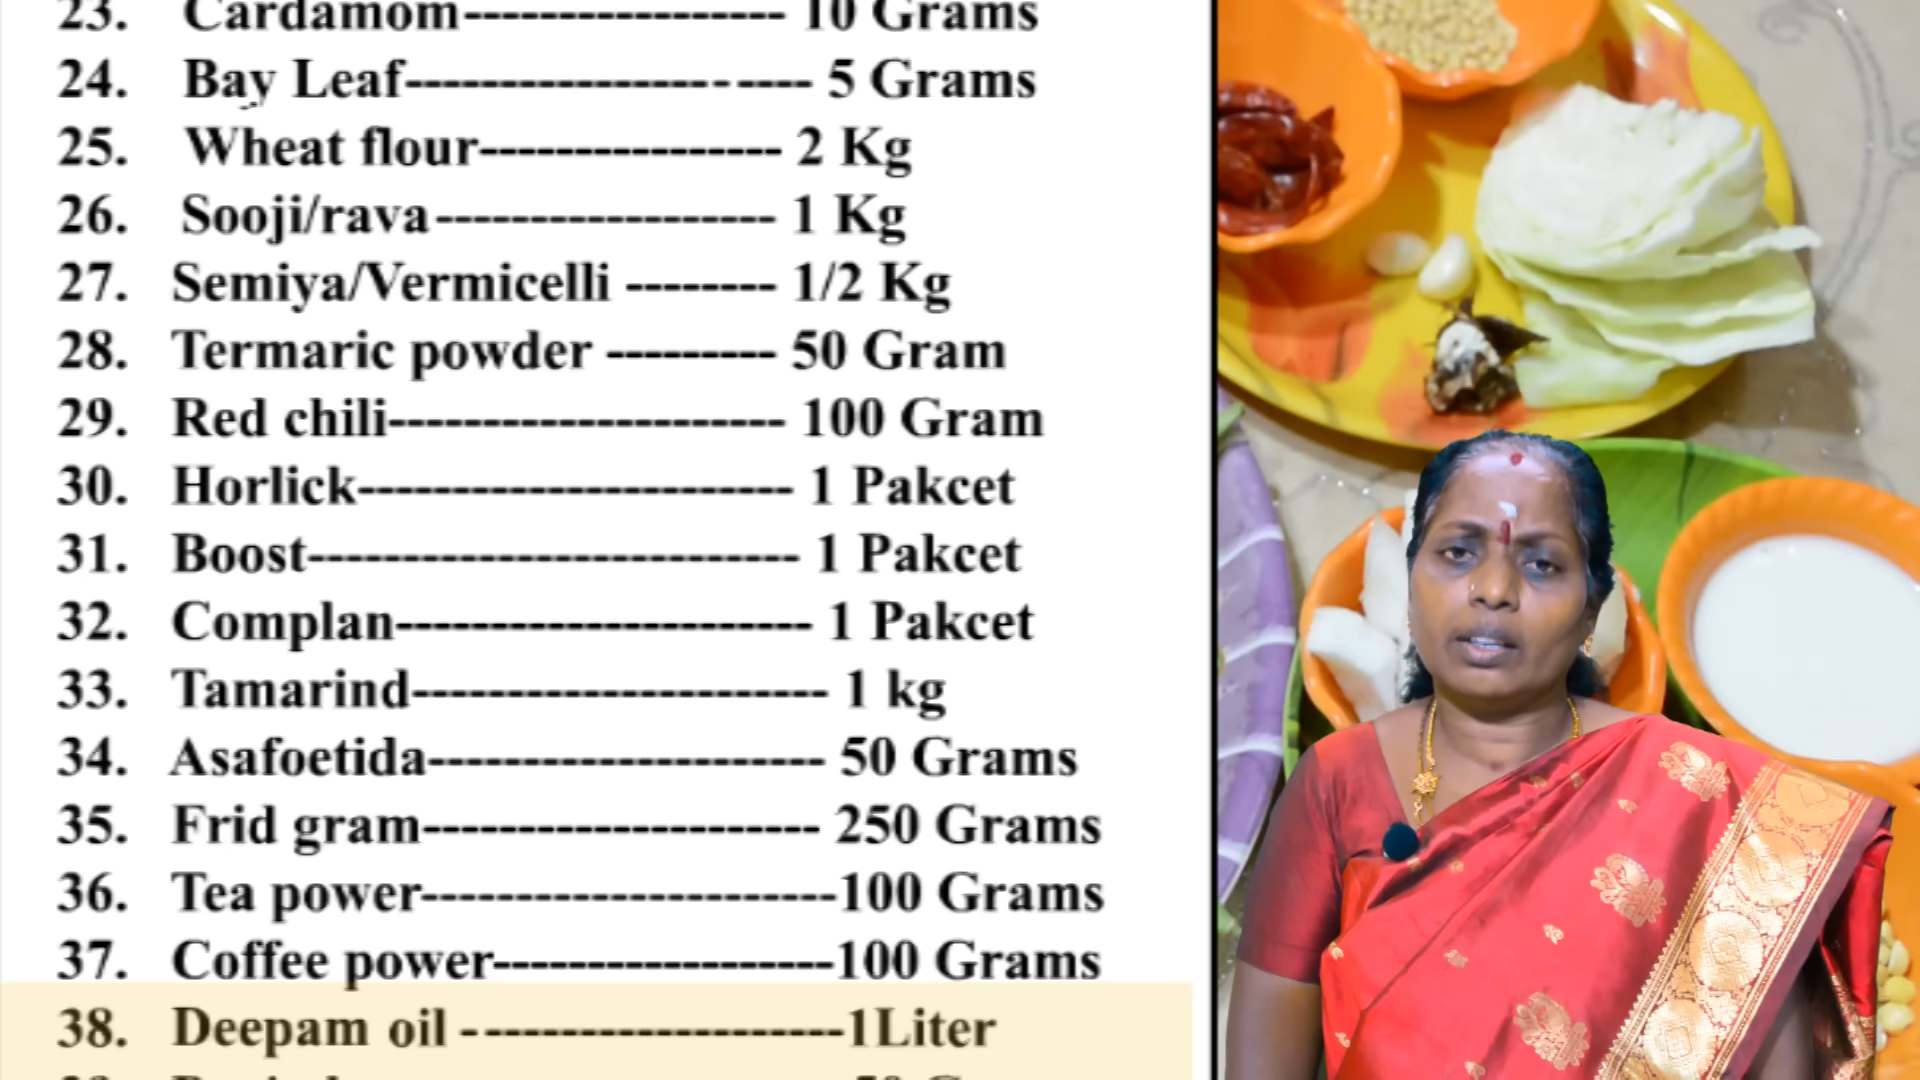 23. Cardamom----------------- 10 Grams
24. Bay Leaf--------------------- 5 Grams
25. Wheat flour---------------- 2 Kg
26. Sooji/rava------------------ 1 Kg
27. Semiya/Vermicelli -------- 1/2 Kg
28. Termaric powder --------- 50 Gram
29. Red chili--------------------- 100 Gram
30. Horlick----------------------- 1 Pakcet
31. Boost-------------------------- 1 Pakcet
32. Complan---------------------- 1 Pakcet
33. Tamarind---------------------- 1 kg
34. Asafoetida--------------------- 50 Grams
35. Frid gram--------------------- 250 Grams
36. Tea power----------------------100 Grams
37. Coffee power------------------100 Grams
38. Deepam oil --------------------1Liter